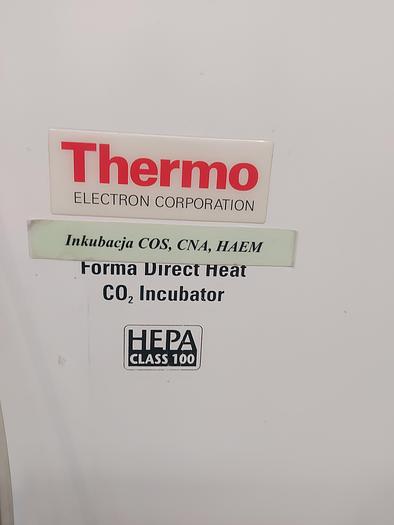 Thermo
ELECTRON CORPORATION
Inkubacja COS, CNA, HAEM
Forma Direct Heat
CO₂ Incubator
HEPA
CLASS 100